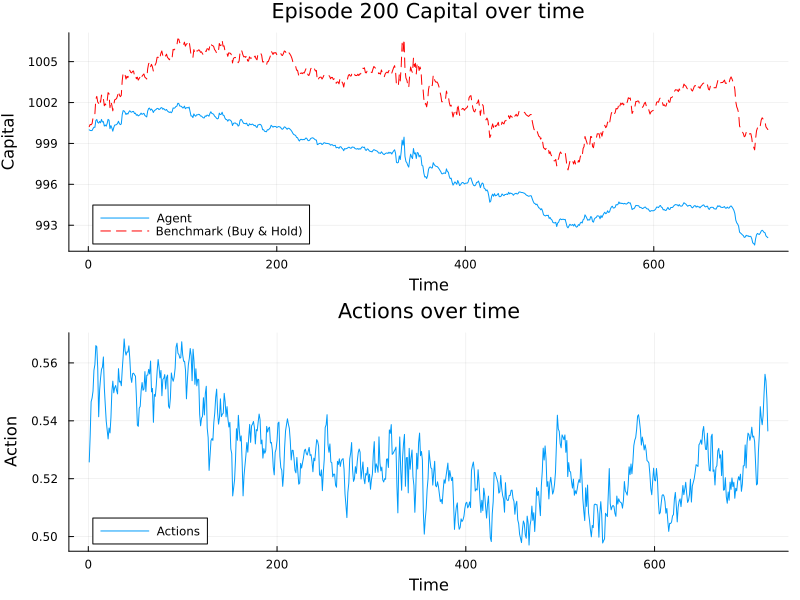 Episode 200 Capital over time
1005
1002
999
996
993
Capital
Agent
Benchmark (Buy & Hold)
0
200
400
600
Time
Actions over time
0.56
0.54
0.52
0.50
Action
Actions
0
200
400
600
Time